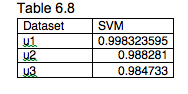 Table 6.8
Dataset SVM
u1 0.998323595
u2 0.988281
u3 0.984733